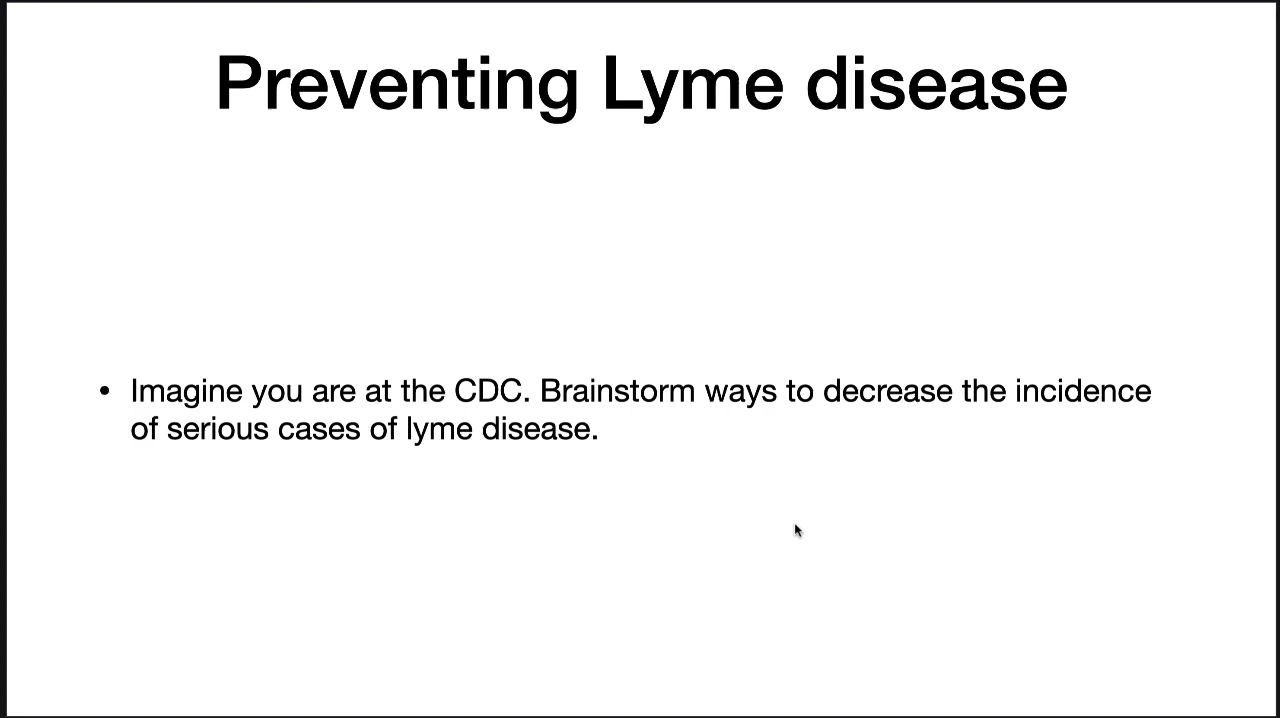 Preventing Lyme disease
• Imagine you are at the CDC. Brainstorm ways to decrease the incidence
of serious cases of lyme disease.